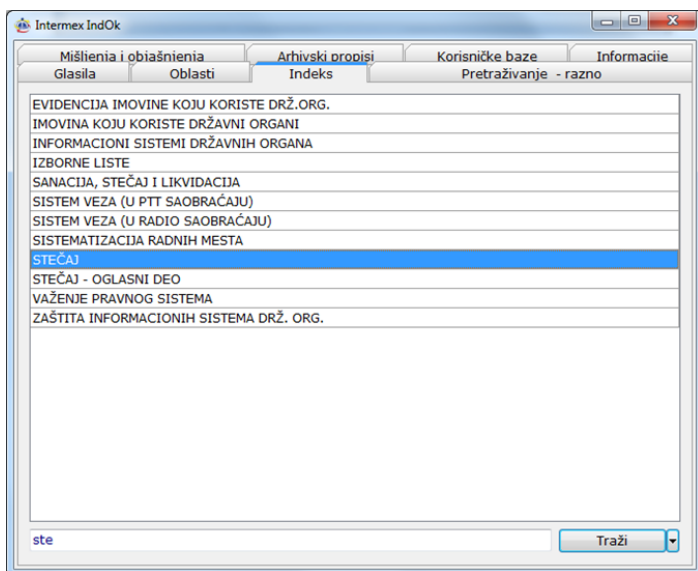 Intermex IndOk
Mišljenja i objašnjenja Arhivski propisi Korisničke baze Informacije
Glasila Oblasti Indeks Pretraživanje - razno
EVIDENCIJA IMOVINE KOJU KORISTE DRŽ.ORG.
IMOVINA KOJU KORISTE DRŽAVNI ORGANI
INFORMACIONI SISTEMI DRŽAVNIH ORGANA
IZBORNE LISTE
SANACIJA, STEČAJ I LIKVIDACIJA
SISTEM VEZA (U PTT SAOBRAĆAJU)
SISTEM VEZA (U RADIO SAOBRAĆAJU)
SISTEMATIZACIJA RADNIH MESTA
STEČAJ
STEČAJ - OGLASNI DEO
VAŽENJE PRAVNOG SISTEMA
ZAŠTITA INFORMACIONIH SISTEMA DRŽ. ORG.
ste Traži